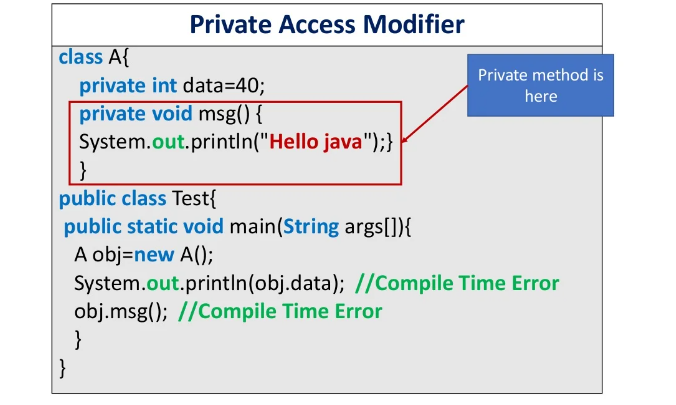 Private Access Modifier
class A{
private int data=40;
private void msg() {
System.out.println("Hello java");}
}
Private method is
here
public class Test{
public static void main(String args[]){
A obj=new A();
System.out.println(obj.data); //Compile Time Error
obj.msg(); //Compile Time Error
}
}